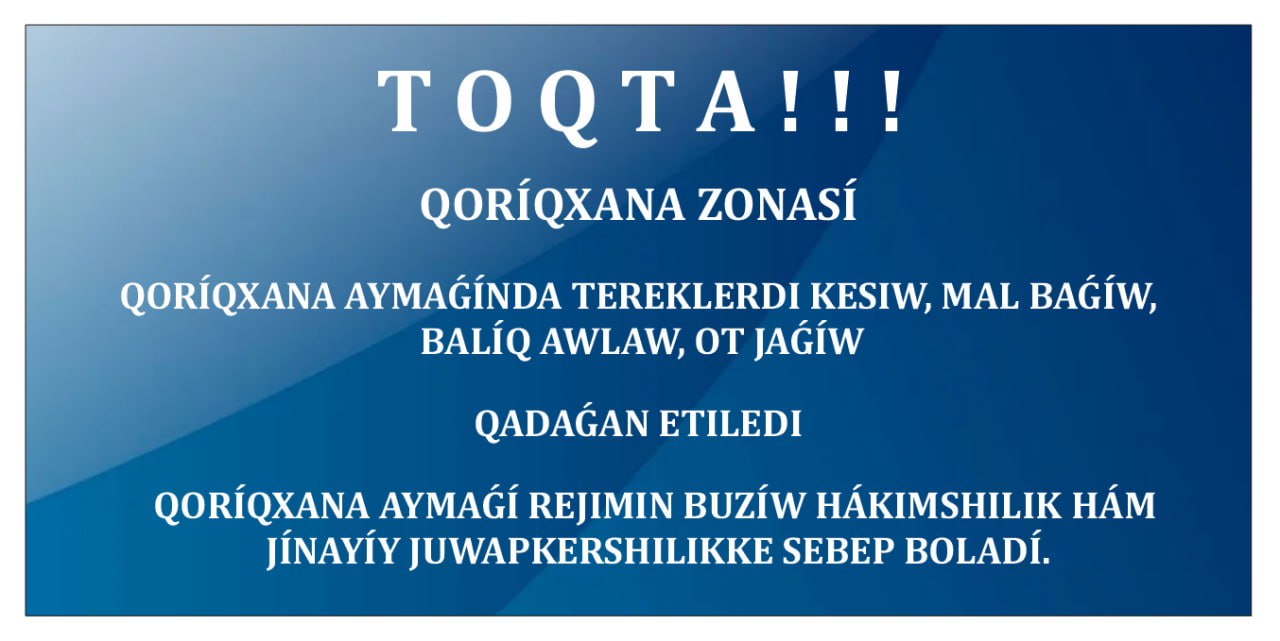 TOQTA!!!
QORÍQXANA ZONASÍ
QORÍQXANA AYMAǴÍNDA TEREKLERDI KESIW, MAL BAǴÍW,
BALÍQ AWLAW, OT JAǴÍW
QADAǴAN ETILEDI
QORÍQXANA AYMAǴÍ REJIMIN BUZÍW HÁKIMSHILIK HÁM
JÍNAYÍY JUWAPKERSHILIKKE SEBEP BOLADÍ.